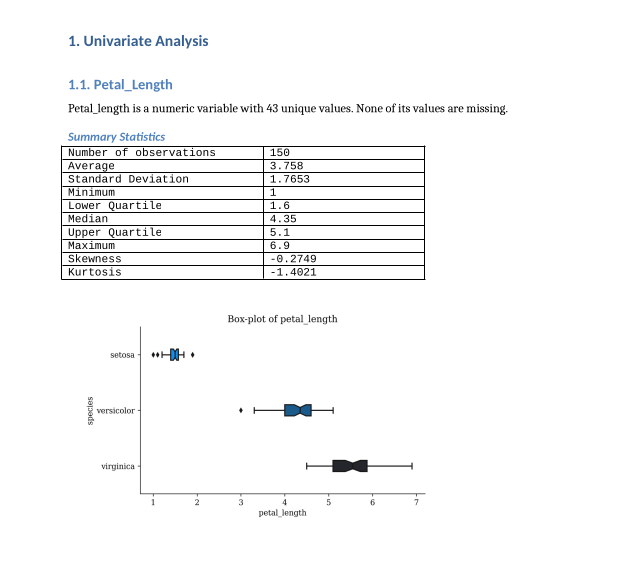 1. Univariate Analysis
1.1. Petal_Length
Petal_length is a numeric variable with 43 unique values. None of its values are missing.
Summary Statistics
Number of observations 150
Average 3.758
Standard Deviation 1.7653
Minimum 1
Lower Quartile 1.6
Median 4.35
Upper Quartile 5.1
Maximum 6.9
Skewness -0.2749
Kurtosis -1.4021
Box-plot of petal_length
setosa
species
versicolor
virginica
1 2 3 4 5 6 7
petal_length